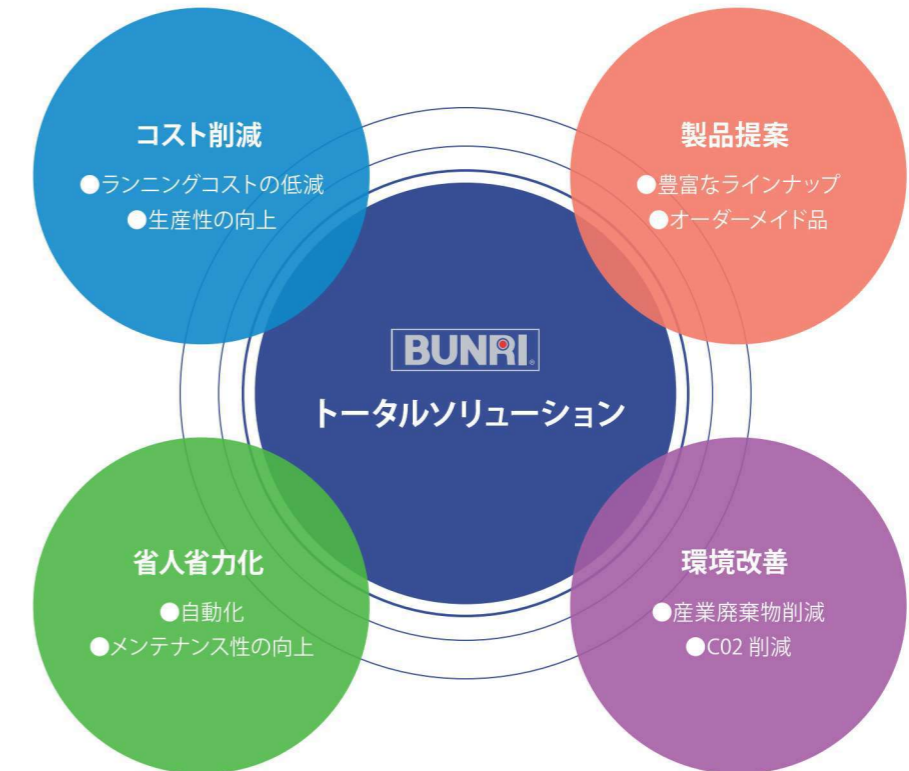 コスト削減
●ランニングコストの低減
●生産性の向上
製品提案
●豊富なラインナップ
●オーダーメイド品
BUNRI®
トータルソリューション
省人省力化
●自動化
●メンテナンス性の向上
環境改善
●産業廃棄物削減
●C02 削減